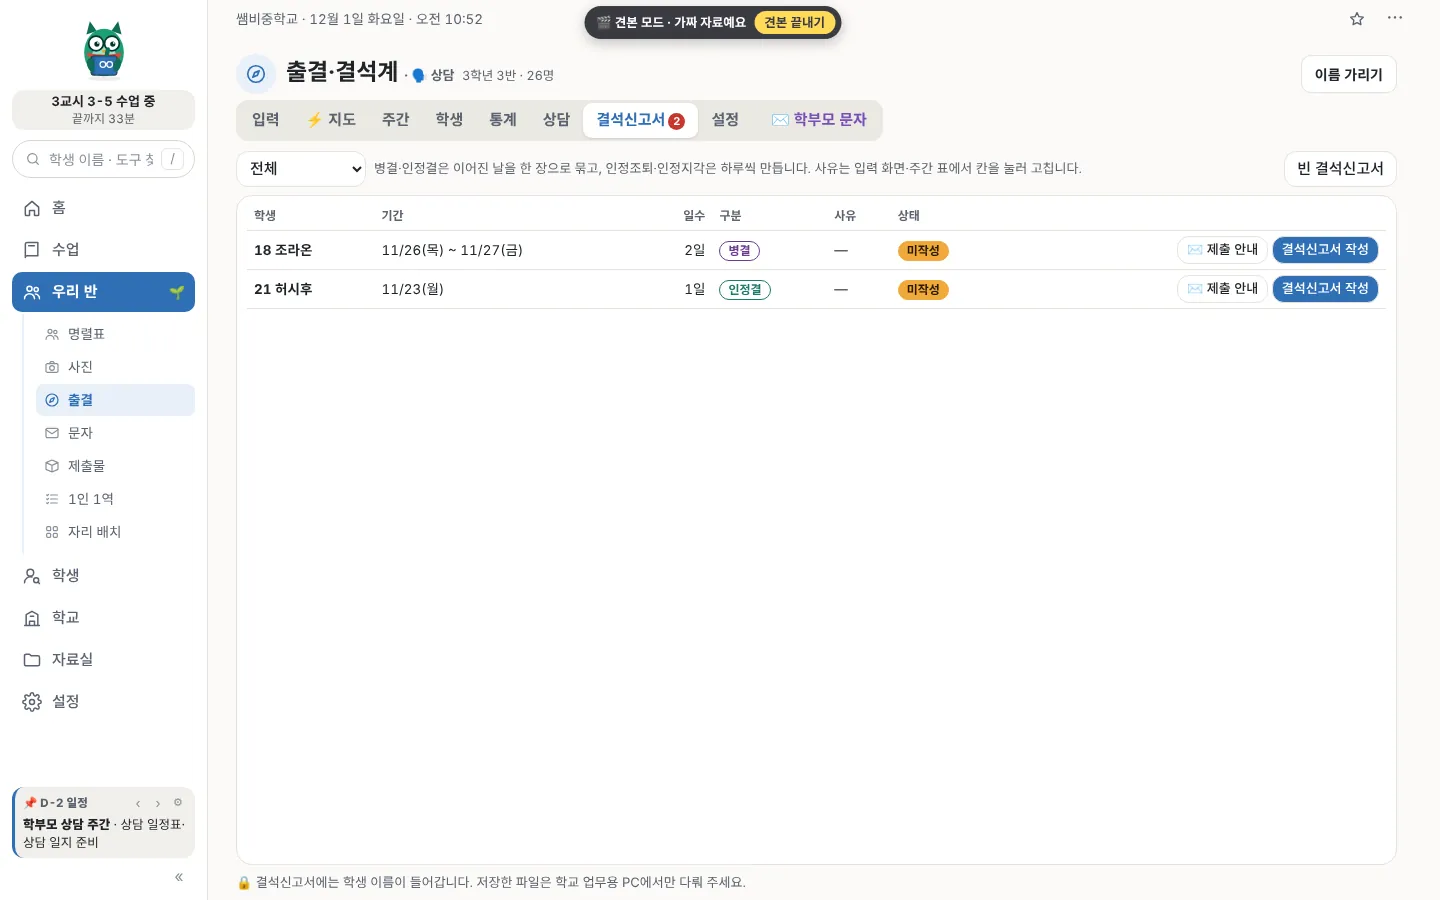 쌤비중학교 · 12월 1일 화요일 · 오전 10:52
🎬 견본 모드 · 가짜 자료예요 견본 끝내기
3교시 3-5 수업 중
끝까지 33분
학생 이름 · 도구 /
홈
수업
우리 반
명렬표
사진
출결
문자
제출물
1인 1역
자리 배치
학생
학교
자료실
설정
📌 D-2 일정 ‹ ›
학부모 상담 주간 · 상담 일정표·
상담 일지 준비
«
출결·결석계 · 🗣️ 상담 3학년 3반 · 26명
이름 가리기
입력 ⚡ 지도 주간 학생 통계 상담 결석신고서 2 설정 ✉️ 학부모 문자
전체 병결·인정결은 이어진 날을 한 장으로 묶고, 인정조퇴·인정지각은 하루씩 만듭니다. 사유는 입력 화면·주간 표에서 칸을 눌러 고칩니다. 빈 결석신고서
학생 기간 일수 구분 사유 상태
18 조라온 11/26(목) ~ 11/27(금) 2일 병결 — 미작성 ✉️ 제출 안내 결석신고서 작성
21 허시후 11/23(월) 1일 인정결 — 미작성 ✉️ 제출 안내 결석신고서 작성
🔒 결석신고서에는 학생 이름이 들어갑니다. 저장한 파일은 학교 업무용 PC에서만 다뤄 주세요.